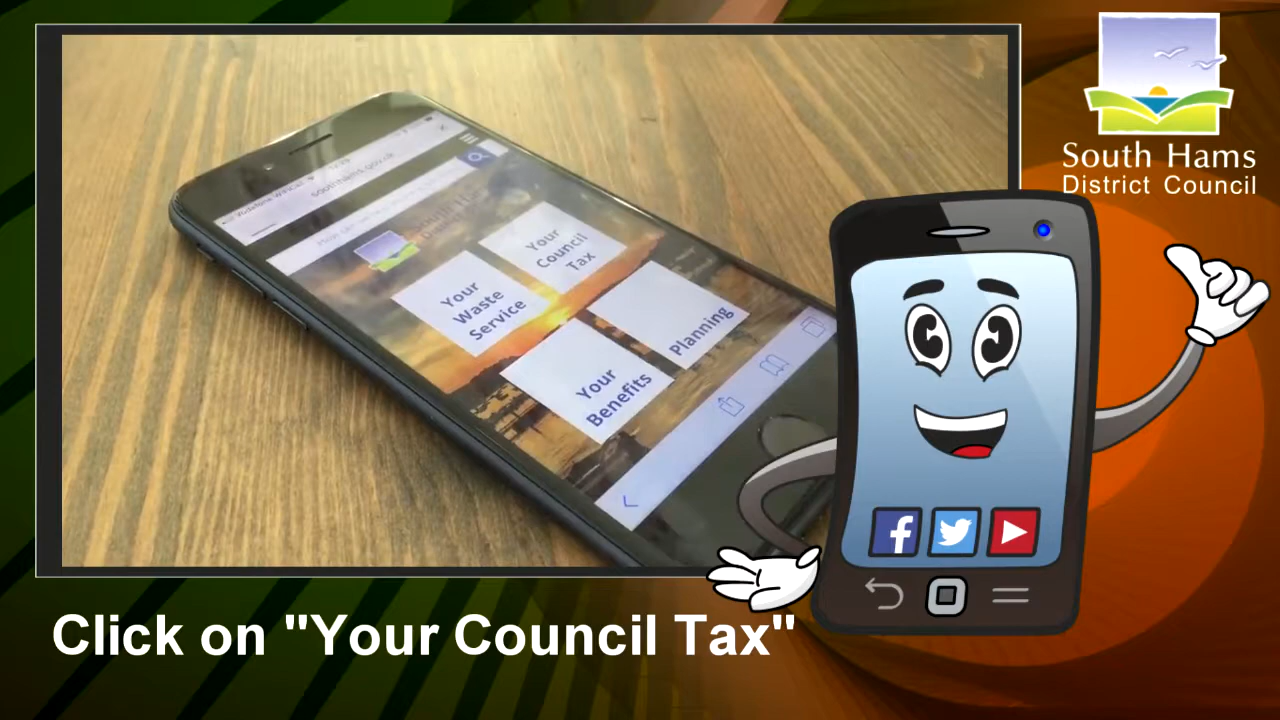 South Hams
District Council
southhams.gov.uk
Your
Council
Tax
Your
Waste
Service
Planning
Your
Benefits
Click on "Your Council Tax"